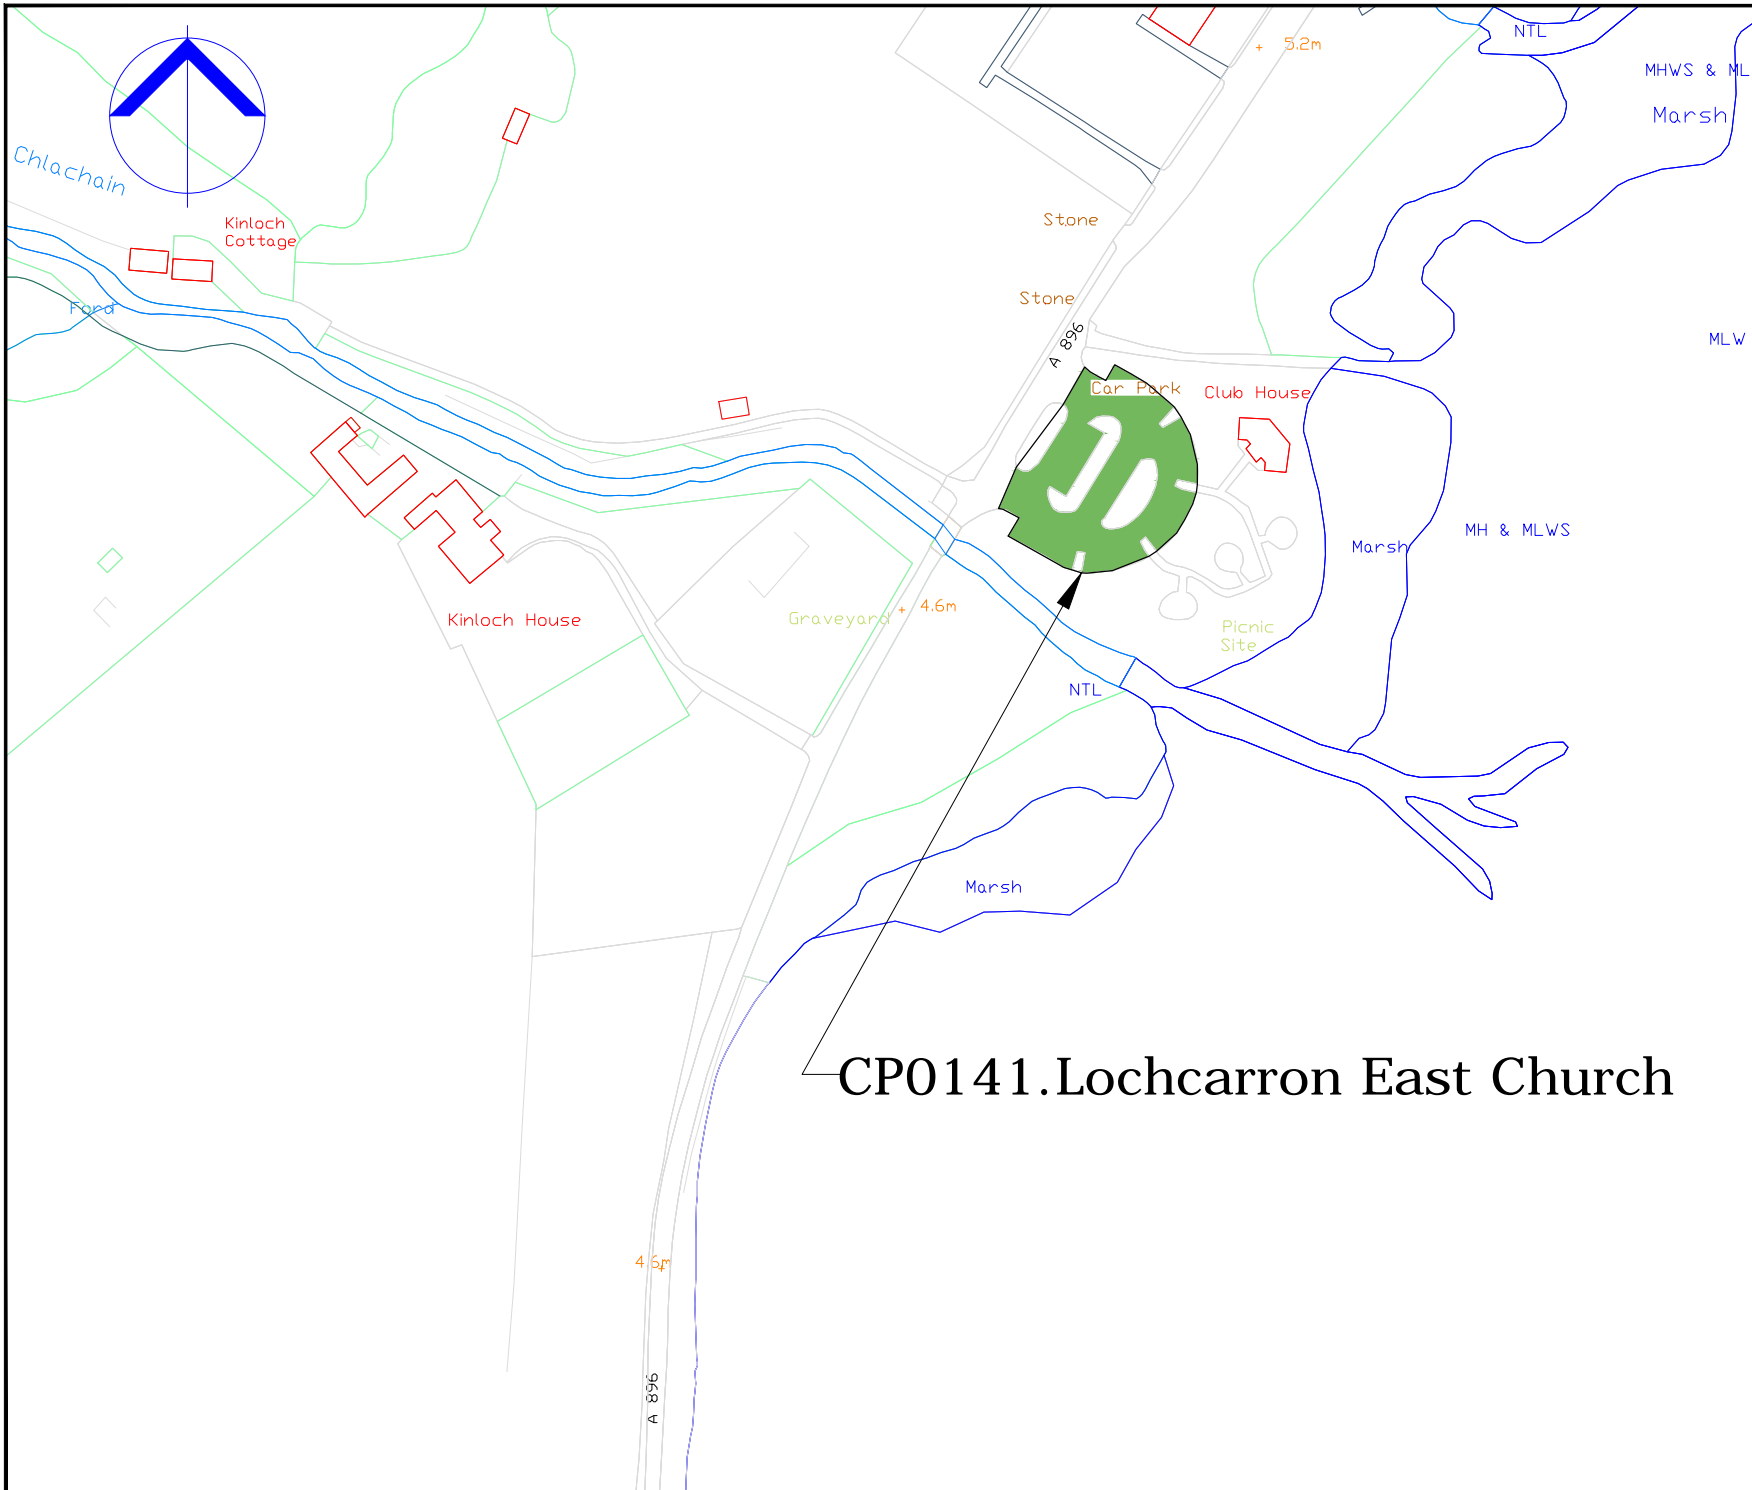 5.2m
NTL
MHWS & ML
Marsh
Chlachain
Kinloch
Cottage
Stone
Ford
Stone
A 896
MLW
Car Park
Club House
MH & MLWS
Marsh
4.6m
Graveyard
Kinloch House
Picnic
Site
NTL
Marsh
CP0141.Lochcarron East Church
4.6m
A 896